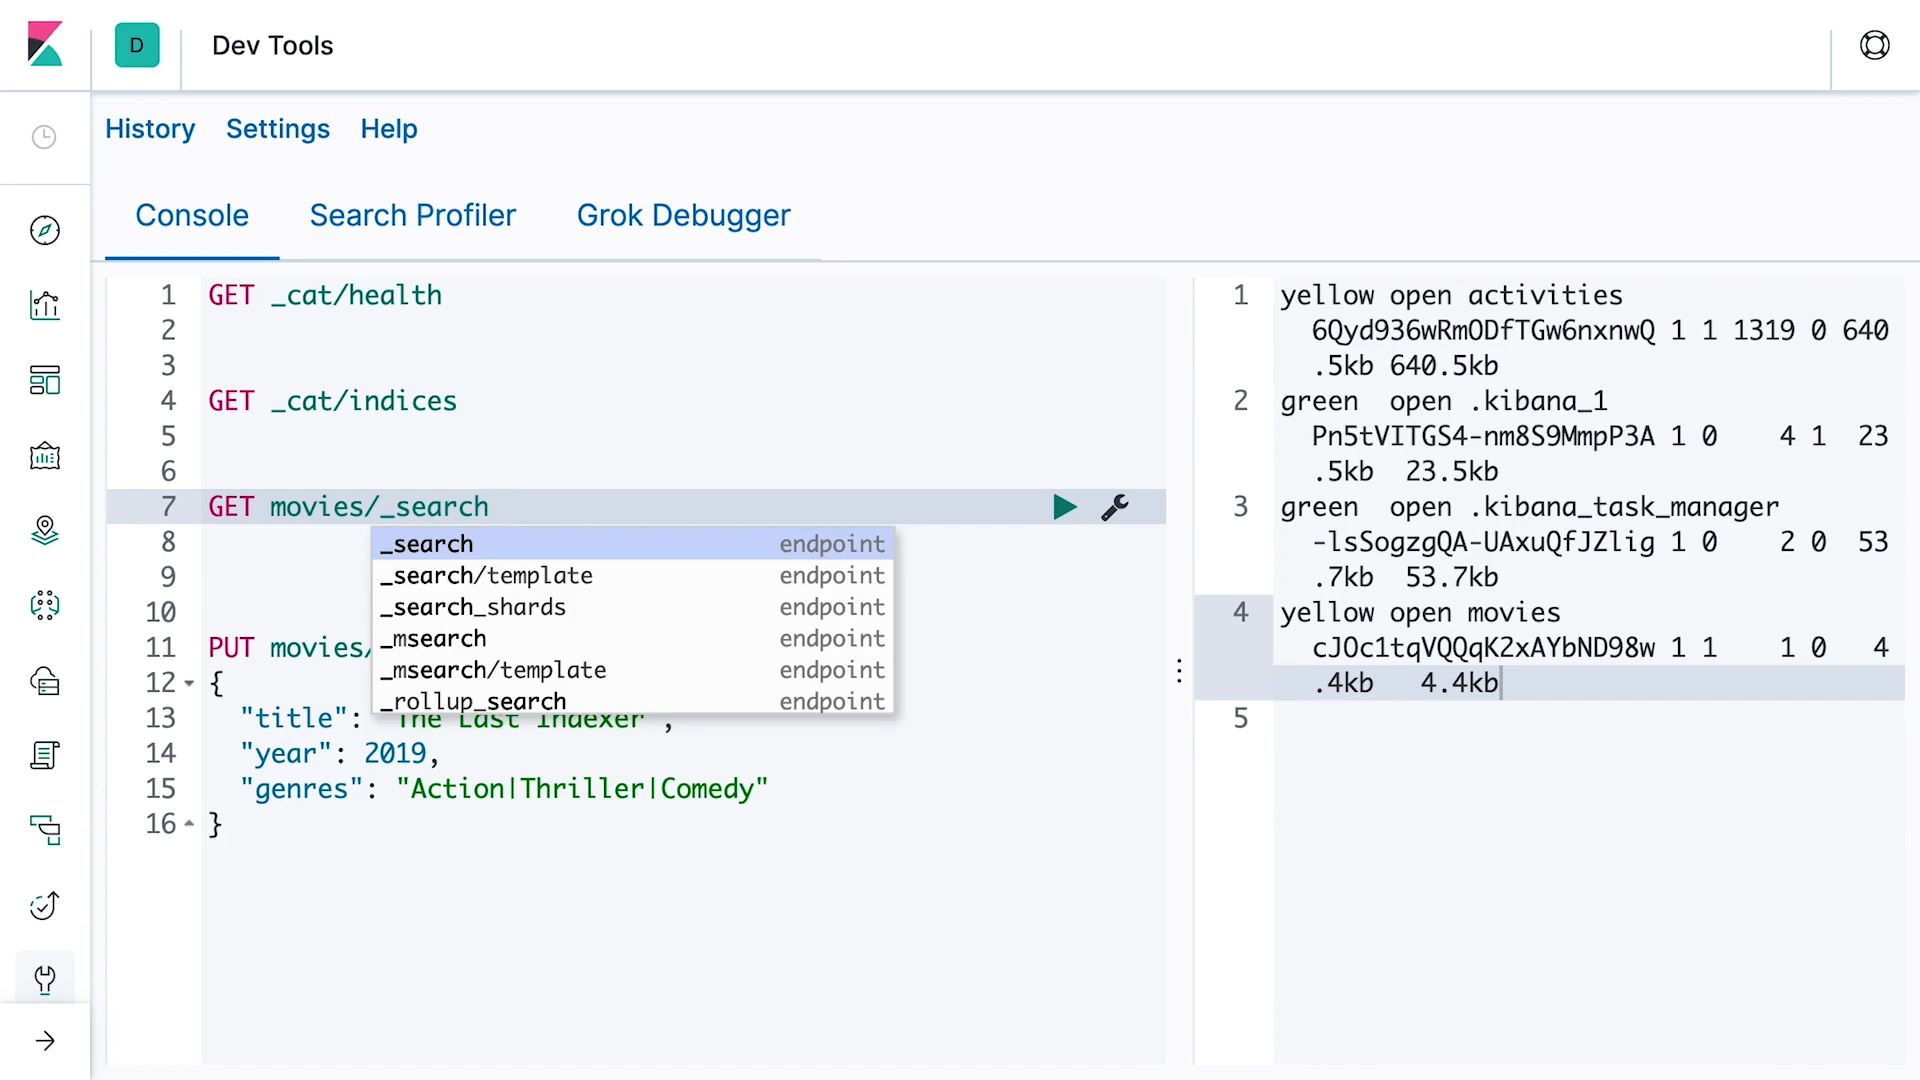 D
Dev Tools
History Settings Help
Console Search Profiler Grok Debugger
1 GET _cat/health
2
3
4 GET _cat/indices
5
6
7 GET movies/_search
8
9
10
11 PUT movies/
12 {
13 "title": "The Last Indexer",
14 "year": 2019,
15 "genres": "Action|Thriller|Comedy"
16 }
_search endpoint
_search/template endpoint
_search_shards endpoint
_msearch endpoint
_msearch/template endpoint
_rollup_search endpoint
1 yellow open activities
6Qyd936wRmODfTGw6nxnwQ 1 1 1319 0 640
.5kb 640.5kb
2 green open .kibana_1
Pn5tVITGS4-nm8S9MmpP3A 1 0 4 1 23
.5kb 23.5kb
3 green open .kibana_task_manager
-lsSogzgQA-UAxuQfJZlig 1 0 2 0 53
.7kb 53.7kb
4 yellow open movies
cJOc1tqVQQqK2xAYbND98w 1 1 1 0 4
.4kb 4.4kb
5